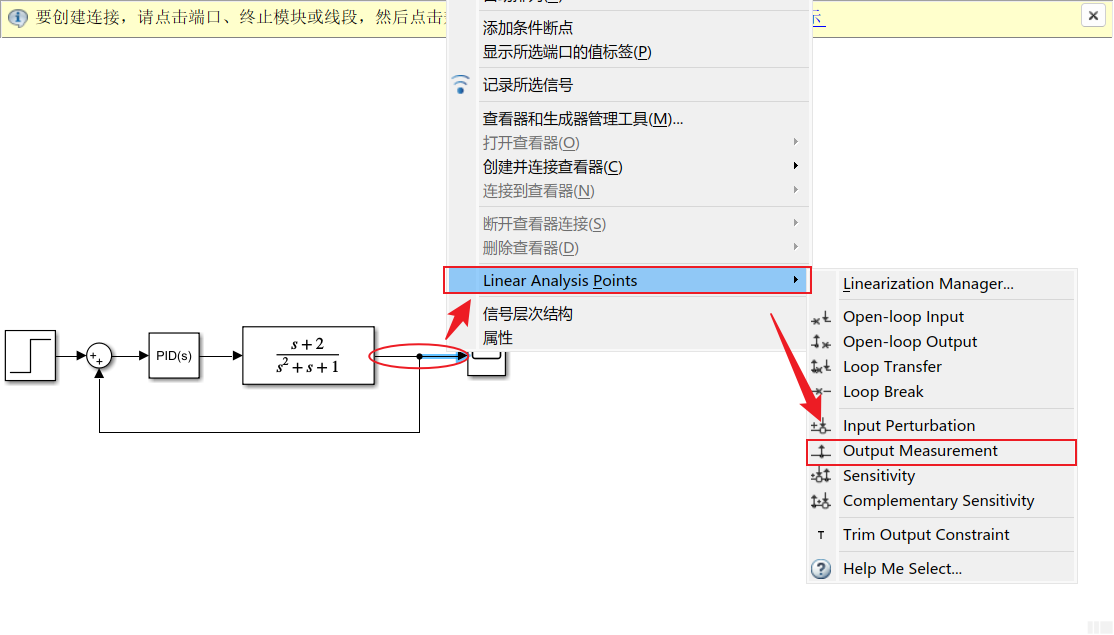 要创建连接，请点击端口、终止模块或线段，然后点击
示
添加条件断点
显示所选端口的值标签(P)
记录所选信号
查看器和生成器管理工具(M)...
打开查看器(O)
创建并连接查看器(C)
连接到查看器(N)
断开查看器连接(S)
删除查看器(D)
Linear Analysis Points
信号层次结构
属性
Linearization Manager...
Open-loop Input
Open-loop Output
Loop Transfer
Loop Break
Input Perturbation
Output Measurement
Sensitivity
Complementary Sensitivity
T Trim Output Constraint
? Help Me Select...
PID(s)
s + 2
s² + s + 1